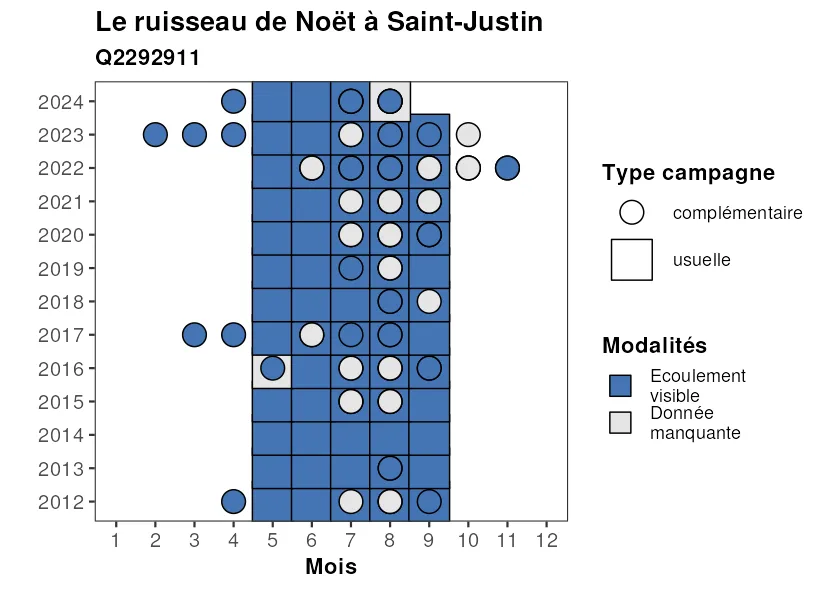 Le ruisseau de Noët à Saint-Justin
Q2292911
2024
2023
2022
2021
2020
2019
2018
2017
2016
2015
2014
2013
2012
1 2 3 4 5 6 7 8 9 10 11 12
Mois
Type campagne
complémentaire
usuelle
Modalités
Ecoulement
visible
Donnée
manquante